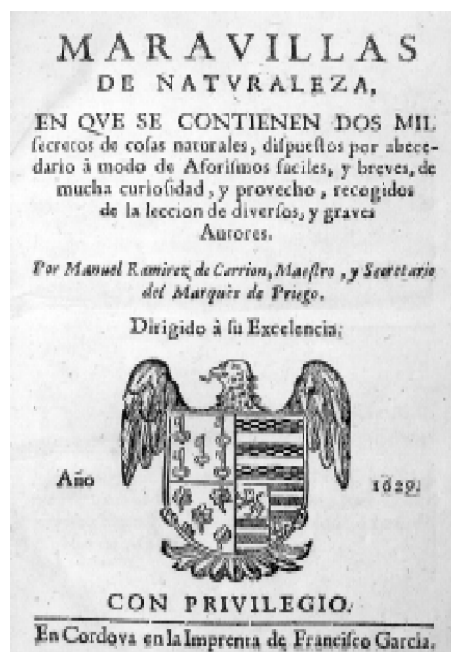 MARAVILLAS
DE NATVRALEZA,
EN QVE SE CONTIENEN DOS MIL
ſecretos de coſas naturales, diſpueſtos por abece-
dario à modo de Aforiſmos faciles, y breves, de
mucha curioſidad, y provecho, recogidos
de la leccion de diverſos, y graves
Autores.
Por Manuel Ramirez de Carrion, Maeſtro, y Secretario
del Marquès de Priego.
Dirigido à ſu Excelencia.
Año 1629.
CON PRIVILEGIO.
En Cordova en la Imprenta de Franciſco Garcia.